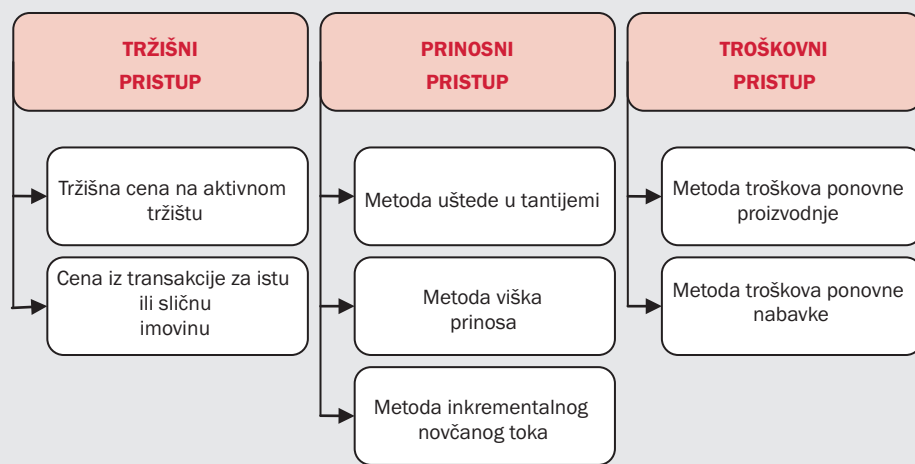 TRŽIŠNI
PRISTUP
Tržišna cena na aktivnom
tržištu
Cena iz transakcije za istu
ili sličnu
imovinu
PRINOSNI
PRISTUP
Metoda uštede u tantijemi
Metoda viška
prinosa
Metoda inkrementalnog
novčanog toka
TROŠKOVNI
PRISTUP
Metoda troškova ponovne
proizvodnje
Metoda troškova ponovne
nabavke